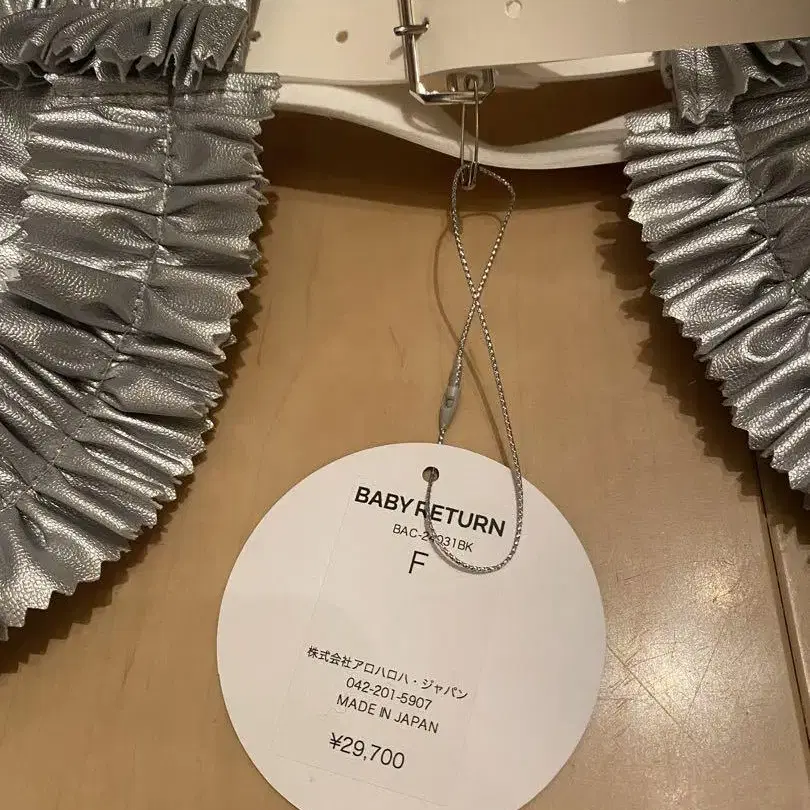 BABY RETURN
F
株式会社アロハロハ・ジャパン
042-201-5907
MADE IN JAPAN
¥29,700